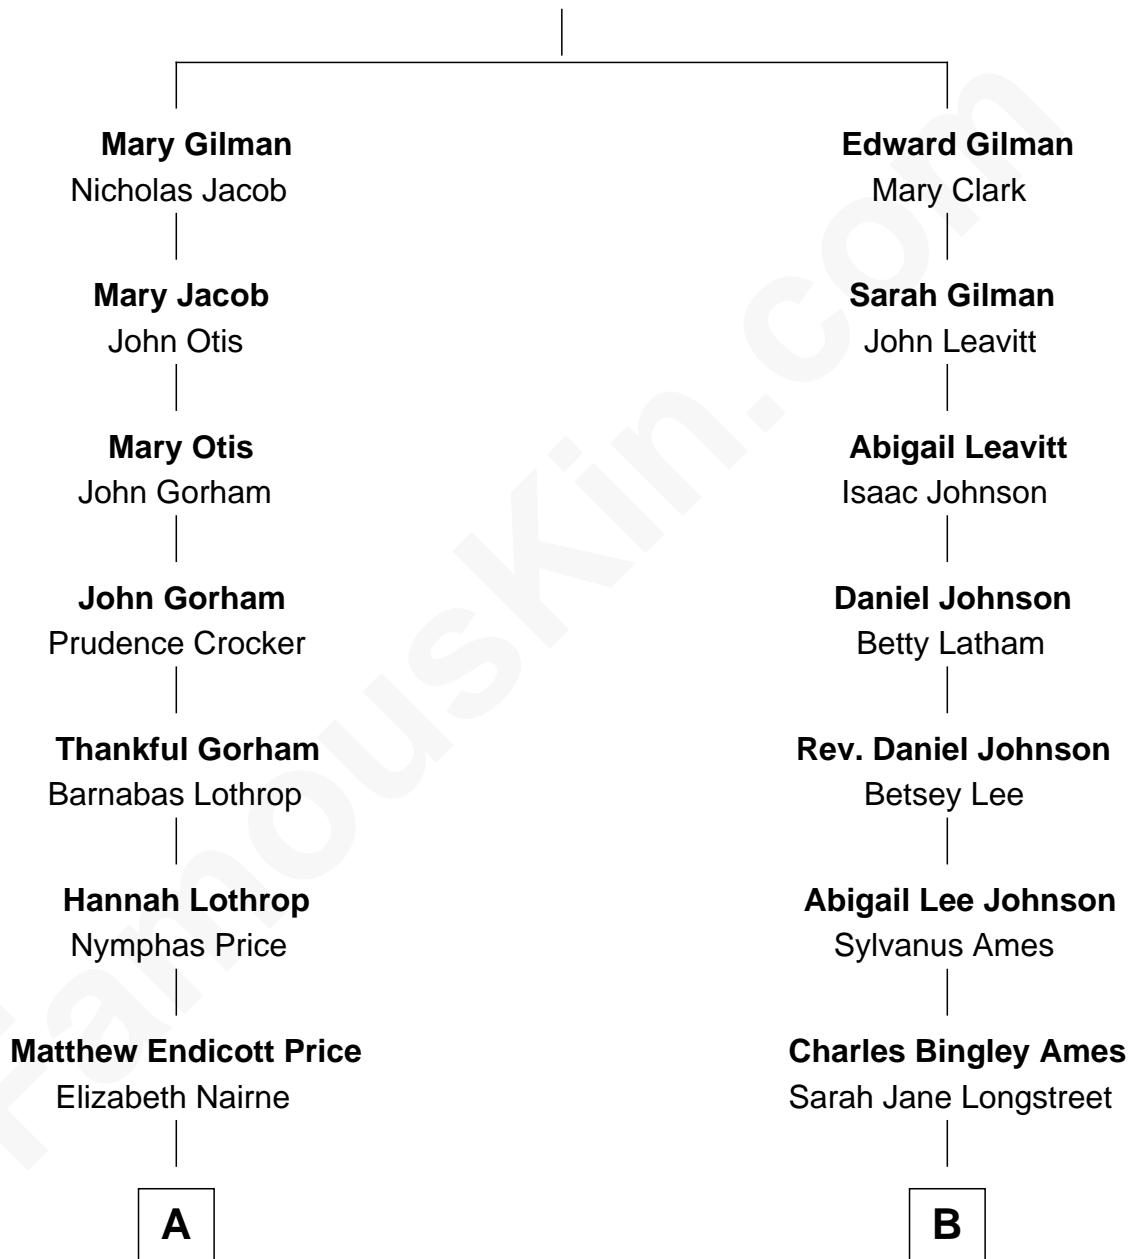 Mary Gilman
Nicholas Jacob
Mary Jacob
John Otis
Mary Otis
John Gorham
John Gorham
Prudence Crocker
Thankful Gorham
Barnabas Lothrop
Hannah Lothrop
Nymphas Price
Matthew Endicott Price
Elizabeth Nairne
A
Edward Gilman
Mary Clark
Sarah Gilman
John Leavitt
Abigail Leavitt
Isaac Johnson
Daniel Johnson
Betty Latham
Rev. Daniel Johnson
Betsey Lee
Abigail Lee Johnson
Sylvanus Ames
Charles Bingley Ames
Sarah Jane Longstreet
B
FamousKin.com